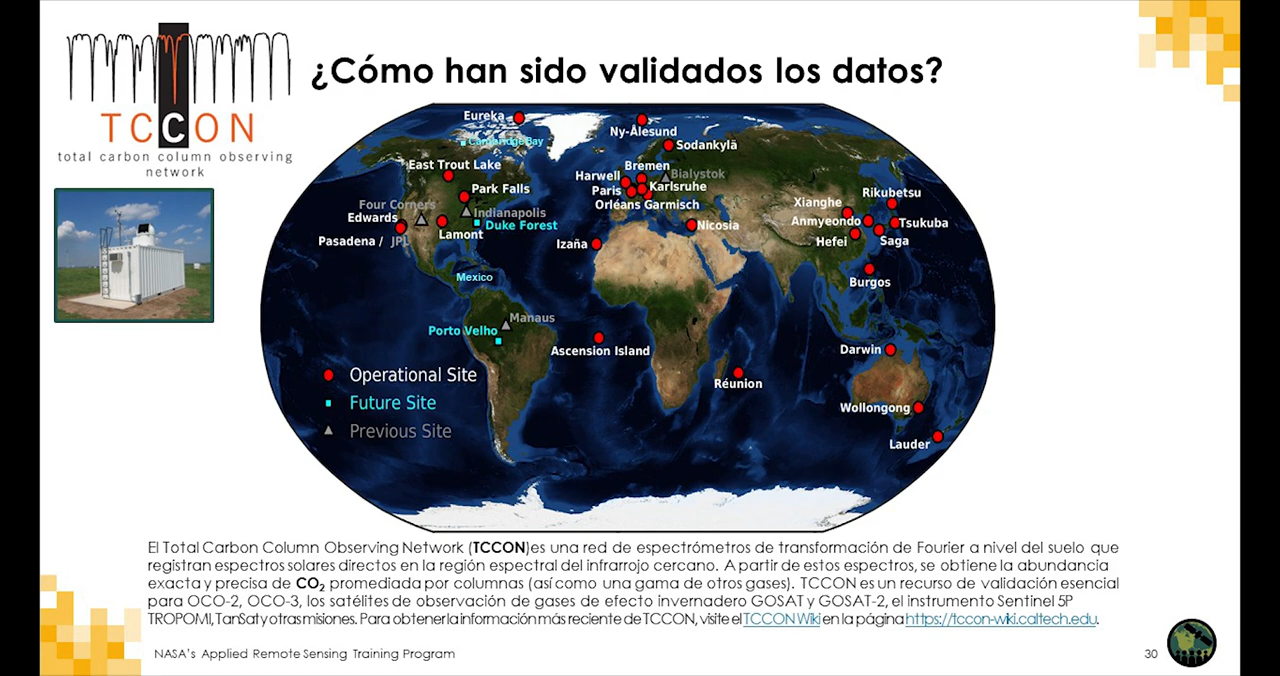 TCCON
total carbon column observing
network
¿Cómo han sido validados los datos?
Eureka
Ny-Ålesund
Cambridge Bay
Sodankylä
East Trout Lake
Bremen
Harwell
Bialystok
Park Falls
Paris
Karlsruhe
Rikubetsu
Four Corners
Orléans Garmisch
Xianghe
Indianapolis
Edwards
Anmyeondo
Tsukuba
Duke Forest
Nicosia
Lamont
Pasadena / JPL
Izaña
Hefei
Saga
Mexico
Burgos
Manaus
Porto Velho
Ascension Island
Darwin
Réunion
Operational Site
Future Site
Wollongong
Previous Site
Lauder
El Total Carbon Column Observing Network (TCCON)es una red de espectrómetros de transformación de Fourier a nivel del suelo que
registran espectros solares directos en la región espectral del infrarrojo cercano. A partir de estos espectros, se obtiene la abundancia
exacta y precisa de CO₂ promediada por columnas (así como una gama de otros gases). TCCON es un recurso de validación esencial
para OCO-2, OCO-3, los satélites de observación de gases de efecto invernadero GOSAT y GOSAT-2, el instrumento Sentinel 5P
TROPOMI, TanSat y otras misiones. Para obtener la información más reciente de TCCON, visite el TCCON Wiki en la página https://tccon-wiki.caltech.edu.
NASA's Applied Remote Sensing Training Program
30